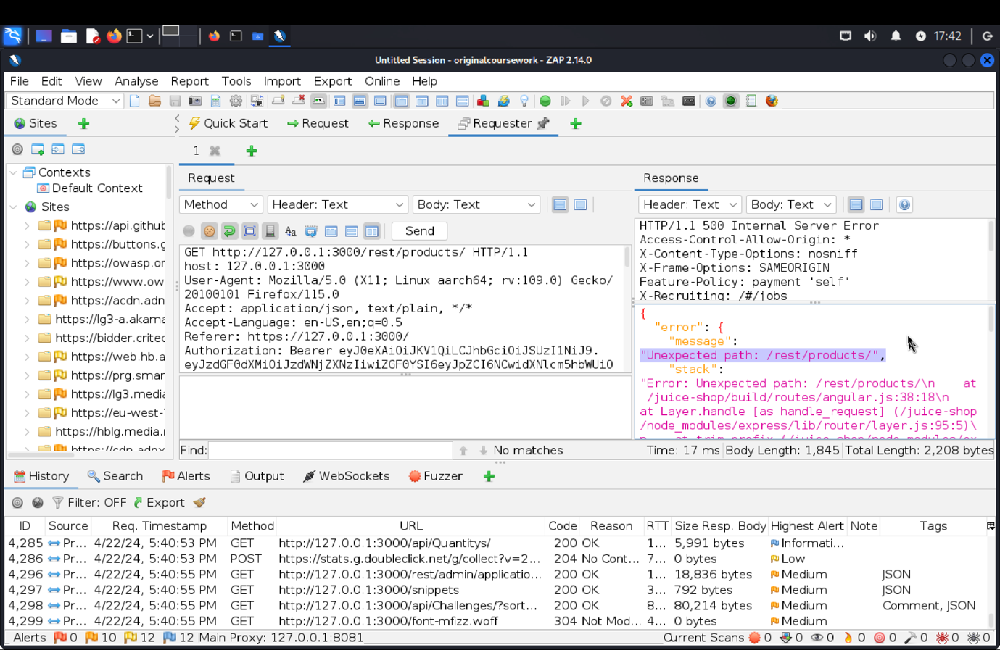 17:42
Untitled Session - originalcoursework - ZAP 2.14.0
File Edit View Analyse Report Tools Import Export Online Help
Standard Mode
Sites
Quick Start Request Response Requester
1
Request
Response
Contexts
Default Context
Sites
https://api.github
https://buttons.g
https://owasp.or
https://www.ow
https://acdn.adn
https://lg3-a.akama
https://bidder.criteo
https://web.hb.a
https://prg.smar
https://lg3.media
https://eu-west-
https://hblg.media.
https://cdn.adnx
Method Header: Text Body: Text
Header: Text Body: Text
Send
GET http://127.0.0.1:3000/rest/products/ HTTP/1.1
host: 127.0.0.1:3000
User-Agent: Mozilla/5.0 (X11; Linux aarch64; rv:109.0) Gecko/
20100101 Firefox/115.0
Accept: application/json, text/plain, */*
Accept-Language: en-US,en;q=0.5
Referer: https://127.0.0.1:3000/
Authorization: Bearer eyJ0eXAiOiJKV1QiLCJhbGciOiJSUzI1NiJ9.
eyJzdGF0dXMiOiJzdWNjZXNzIiwiZGF0YSI6eyJpZCI6NCwidXNlcm5hbWUiO
HTTP/1.1 500 Internal Server Error
Access-Control-Allow-Origin: *
X-Content-Type-Options: nosniff
X-Frame-Options: SAMEORIGIN
Feature-Policy: payment 'self'
X-Recruiting: /#/jobs
{
"error": {
"message":
"Unexpected path: /rest/products/",
"stack":
"Error: Unexpected path: /rest/products/\n at
/juice-shop/build/routes/angular.js:38:18\n
at Layer.handle [as handle_request] (/juice-shop
/node_modules/express/lib/router/layer.js:95:5)\
n at trim_prefix (/juice-shop/node_modules/ex
Find: No matches
Time: 17 ms Body Length: 1,845 Total Length: 2,208 bytes
History Search Alerts Output WebSockets Fuzzer
Filter: OFF Export
ID Source Req. Timestamp Method URL Code Reason RTT Size Resp. Body Highest Alert Note Tags
4,285 Pr... 4/22/24, 5:40:53 PM GET http://127.0.0.1:3000/api/Quantitys/ 200 OK 1... 5,991 bytes Informati...
4,286 Pr... 4/22/24, 5:40:53 PM POST https://stats.g.doubleclick.net/g/collect?v=2... 204 No Cont... 7... 0 bytes Low
4,296 Pr... 4/22/24, 5:40:55 PM GET http://127.0.0.1:3000/rest/admin/applicatio... 200 OK 1... 18,836 bytes Medium JSON
4,297 Pr... 4/22/24, 5:40:55 PM GET http://127.0.0.1:3000/snippets 200 OK 3... 792 bytes Medium JSON
4,298 Pr... 4/22/24, 5:40:55 PM GET http://127.0.0.1:3000/api/Challenges/?sort... 200 OK 8... 80,214 bytes Medium Comment, JSON
4,299 Pr... 4/22/24, 5:40:55 PM GET http://127.0.0.1:3000/font-mfizz.woff 304 Not Mod... 4... 0 bytes Medium
Alerts 0 10 12 12 Main Proxy: 127.0.0.1:8081
Current Scans 0 0 0 0 0 0 0 0